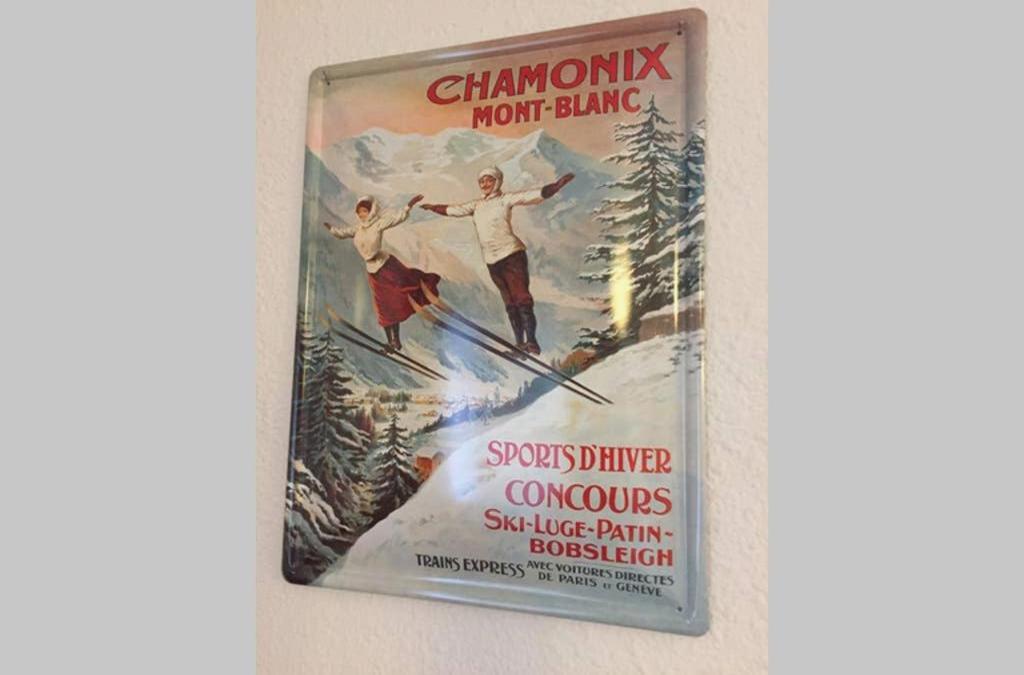 CHAMONIX
MONT-BLANC
SPORTS D'HIVER
CONCOURS
SKI-LUGE-PATIN-
BOBSLEIGH
TRAINS EXPRESS AVEC VOITURES DIRECTES
DE PARIS ET GENÈVE